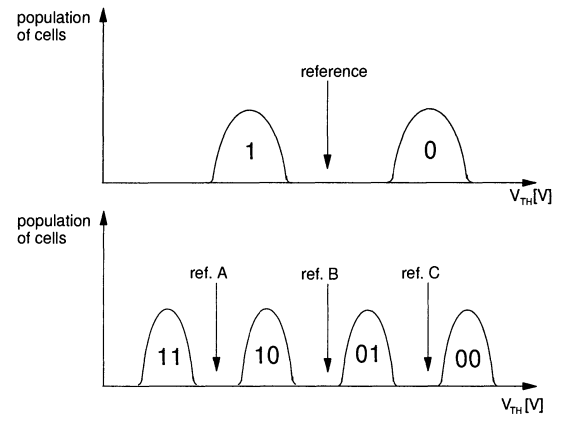 population
of cells
reference
1
0
V_TH[V]
population
of cells
ref. A
ref. B
ref. C
11
10
01
00
V_TH [V]